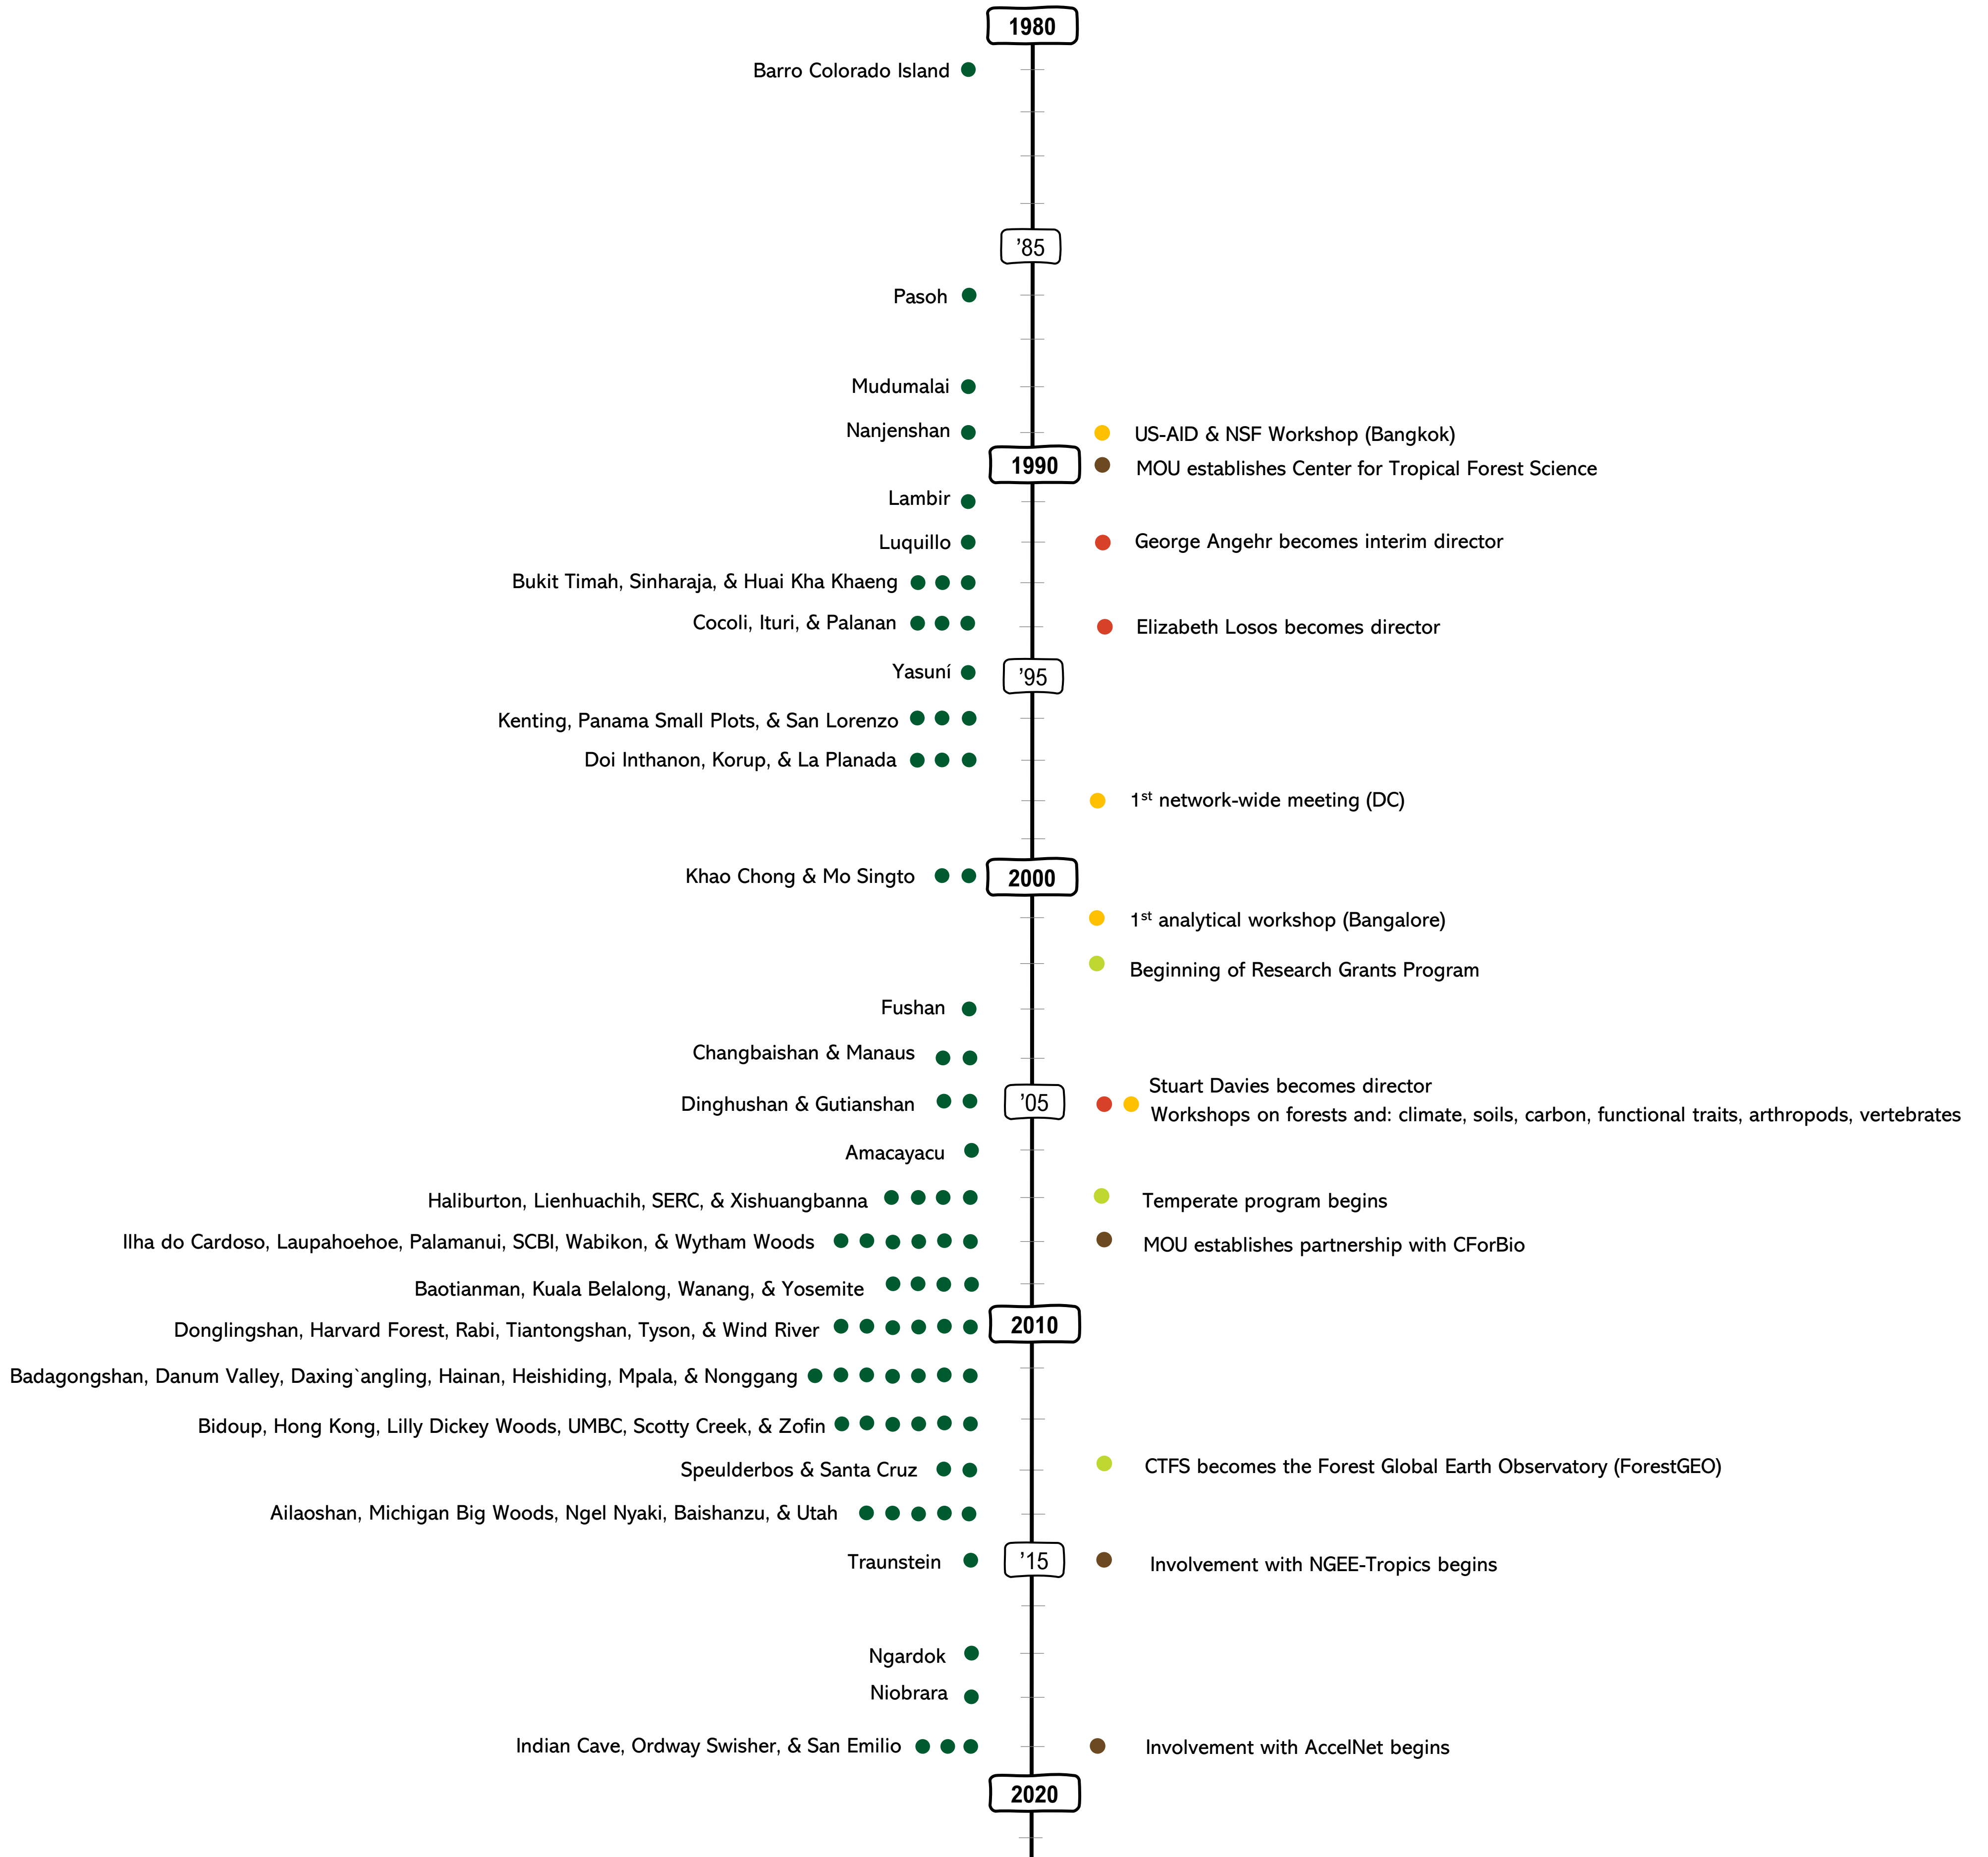 1980
Barro Colorado Island
’85
Pasoh
Mudumalai
Nanjenshan
US-AID & NSF Workshop (Bangkok)
1990
MOU establishes Center for Tropical Forest Science
Lambir
Luquillo
George Angehr becomes interim director
Bukit Timah, Sinharaja, & Huai Kha Khaeng
Cocoli, Ituri, & Palanan
Elizabeth Losos becomes director
Yasuní
’95
Kenting, Panama Small Plots, & San Lorenzo
Doi Inthanon, Korup, & La Planada
1st network-wide meeting (DC)
Khao Chong & Mo Singto
2000
1st analytical workshop (Bangalore)
Beginning of Research Grants Program
Fushan
Changbaishan & Manaus
Dinghushan & Gutianshan
’05
Stuart Davies becomes director
Workshops on forests and: climate, soils, carbon, functional traits, arthropods, vertebrates
Amacayacu
Haliburton, Lienhuachih, SERC, & Xishuangbanna
Temperate program begins
Ilha do Cardoso, Laupahoehoe, Palamanui, SCBI, Wabikon, & Wytham Woods
MOU establishes partnership with CForBio
Baotianman, Kuala Belalong, Wanang, & Yosemite
Donglingshan, Harvard Forest, Rabi, Tiantongshan, Tyson, & Wind River
2010
Badagongshan, Danum Valley, Daxing`angling, Hainan, Heishiding, Mpala, & Nonggang
Bidoup, Hong Kong, Lilly Dickey Woods, UMBC, Scotty Creek, & Zofin
Speulderbos & Santa Cruz
CTFS becomes the Forest Global Earth Observatory (ForestGEO)
Ailaoshan, Michigan Big Woods, Ngel Nyaki, Baishanzu, & Utah
Traunstein
’15
Involvement with NGEE-Tropics begins
Ngardok
Niobrara
Indian Cave, Ordway Swisher, & San Emilio
Involvement with AccelNet begins
2020